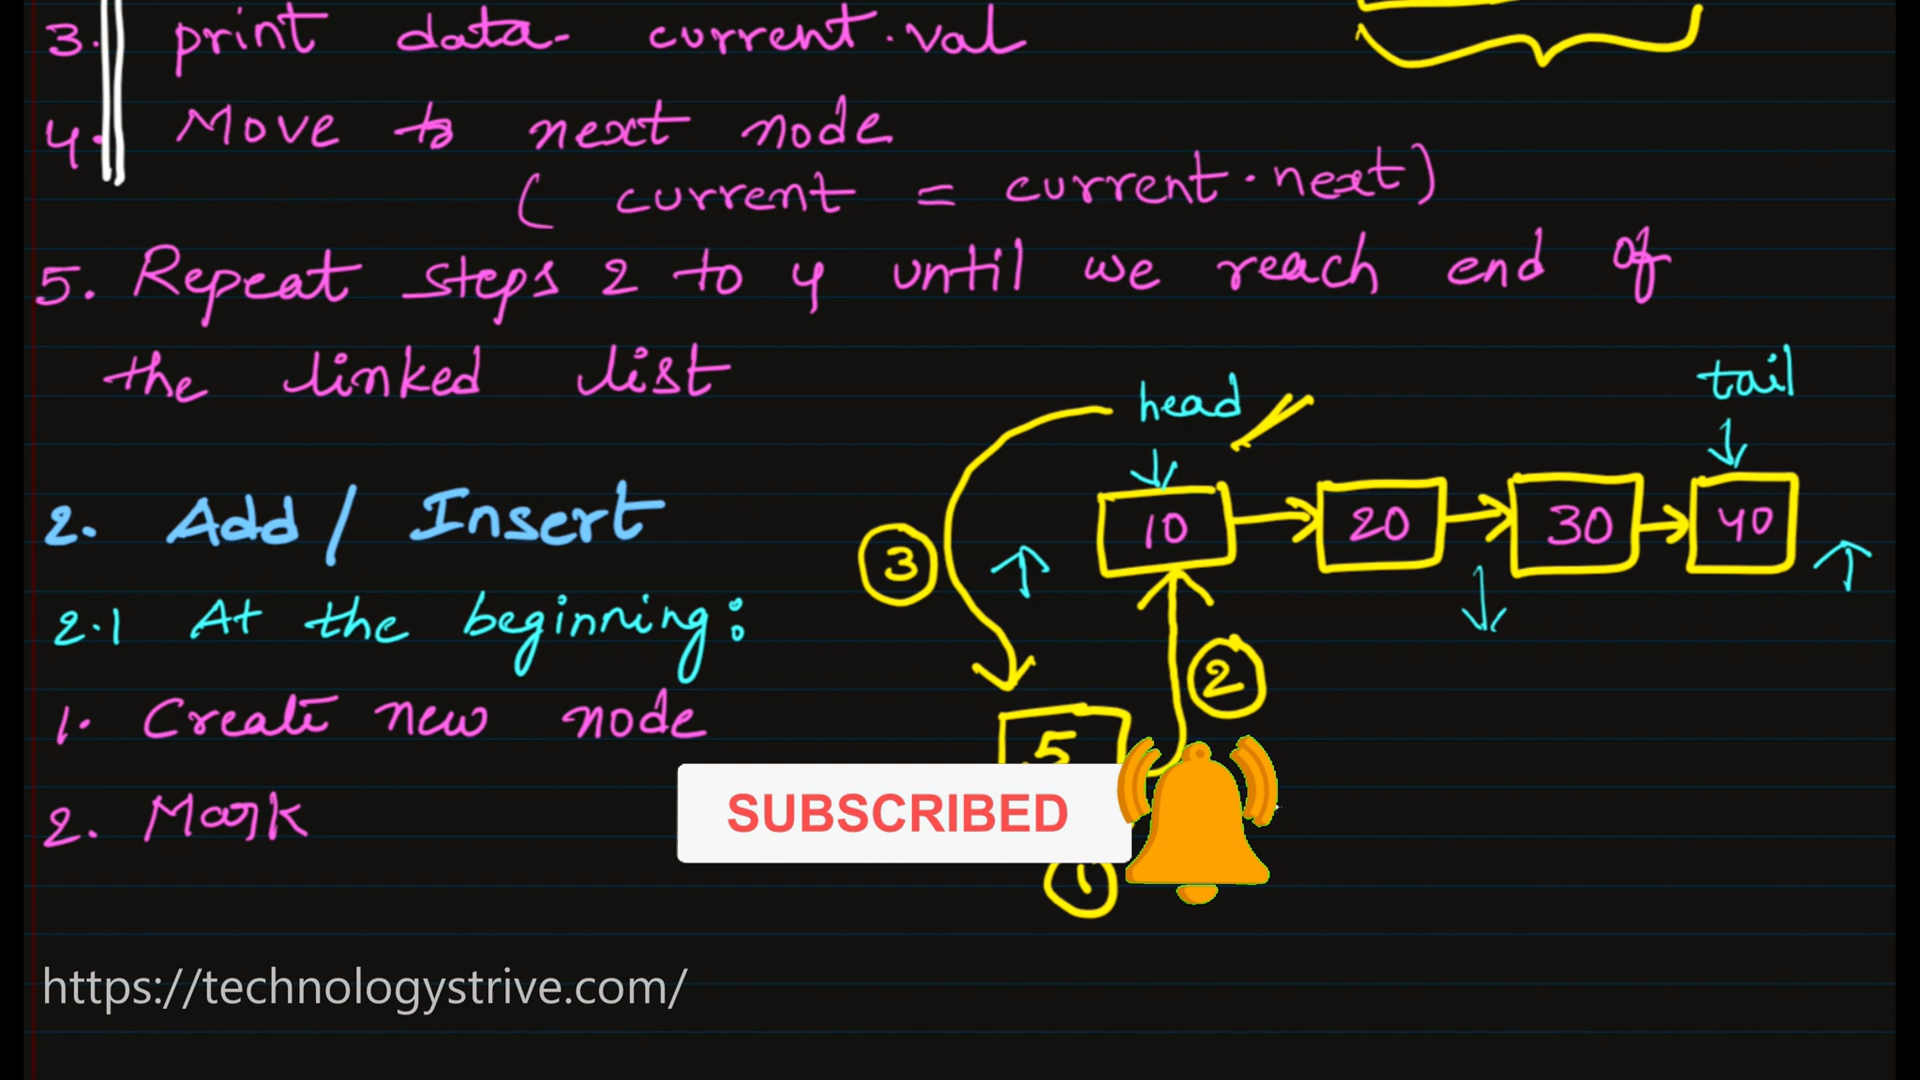 3. print data- current.val
4. Move to next node
( current = current.next)
5. Repeat steps 2 to 4 until we reach end of
the linked list
head
tail
10 20 30 40
2. Add / Insert
3
2.1 At the beginning:
2
1. Create new node
5
2. Mark
SUBSCRIBED
1
https://technologystrive.com/